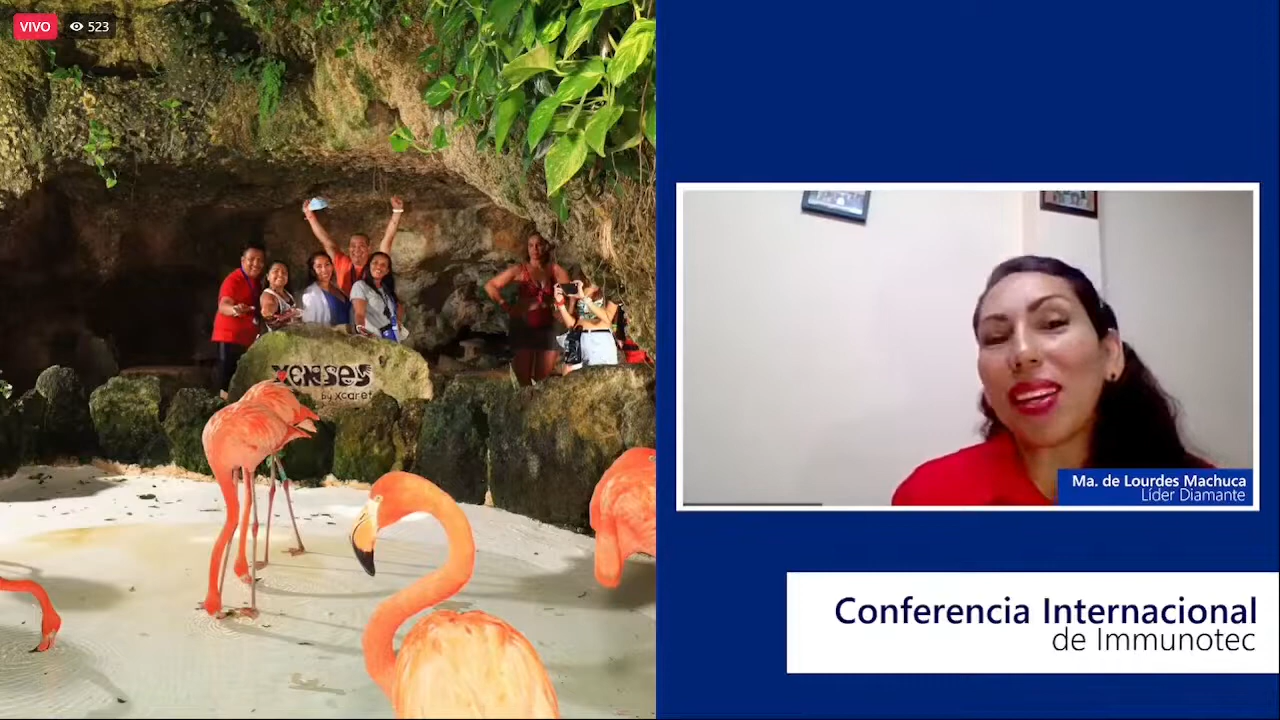 VIVO 523
XENSES
by xcaret
Ma. de Lourdes Machuca
Líder Diamante
Conferencia Internacional
de Immunotec